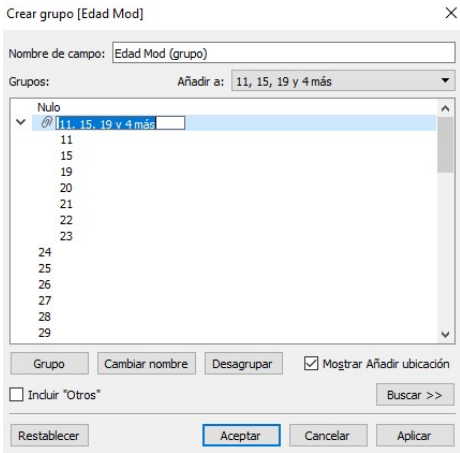 Crear grupo [Edad Mod]
Nombre de campo: Edad Mod (grupo)
Grupos: Añadir a: 11, 15, 19 y 4 más
Nulo
11, 15, 19 y 4 más
11
15
19
20
21
22
23
24
25
26
27
28
29
Grupo Cambiar nombre Desagrupar Mostrar Añadir ubicación
Incluir "Otros" Buscar >>
Restablecer Aceptar Cancelar Aplicar